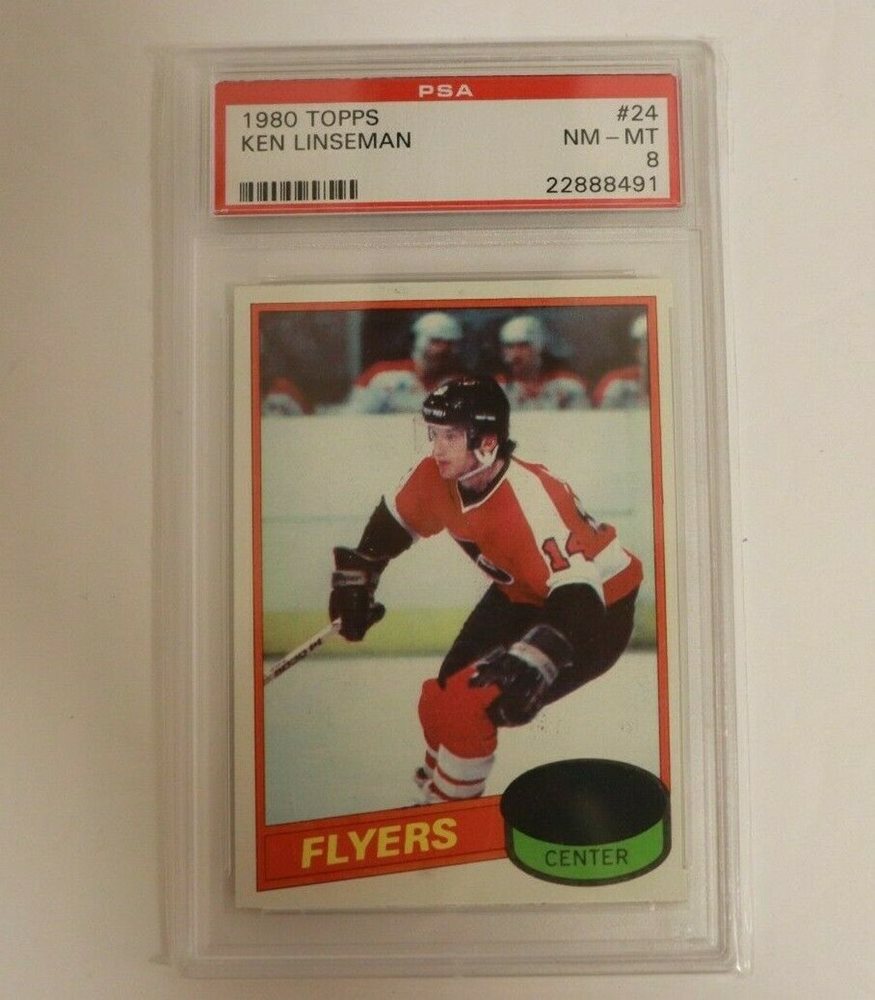 PSA
1980 TOPPS #24
KEN LINSEMAN NM – MT
8
22888491
14
FLYERS
CENTER